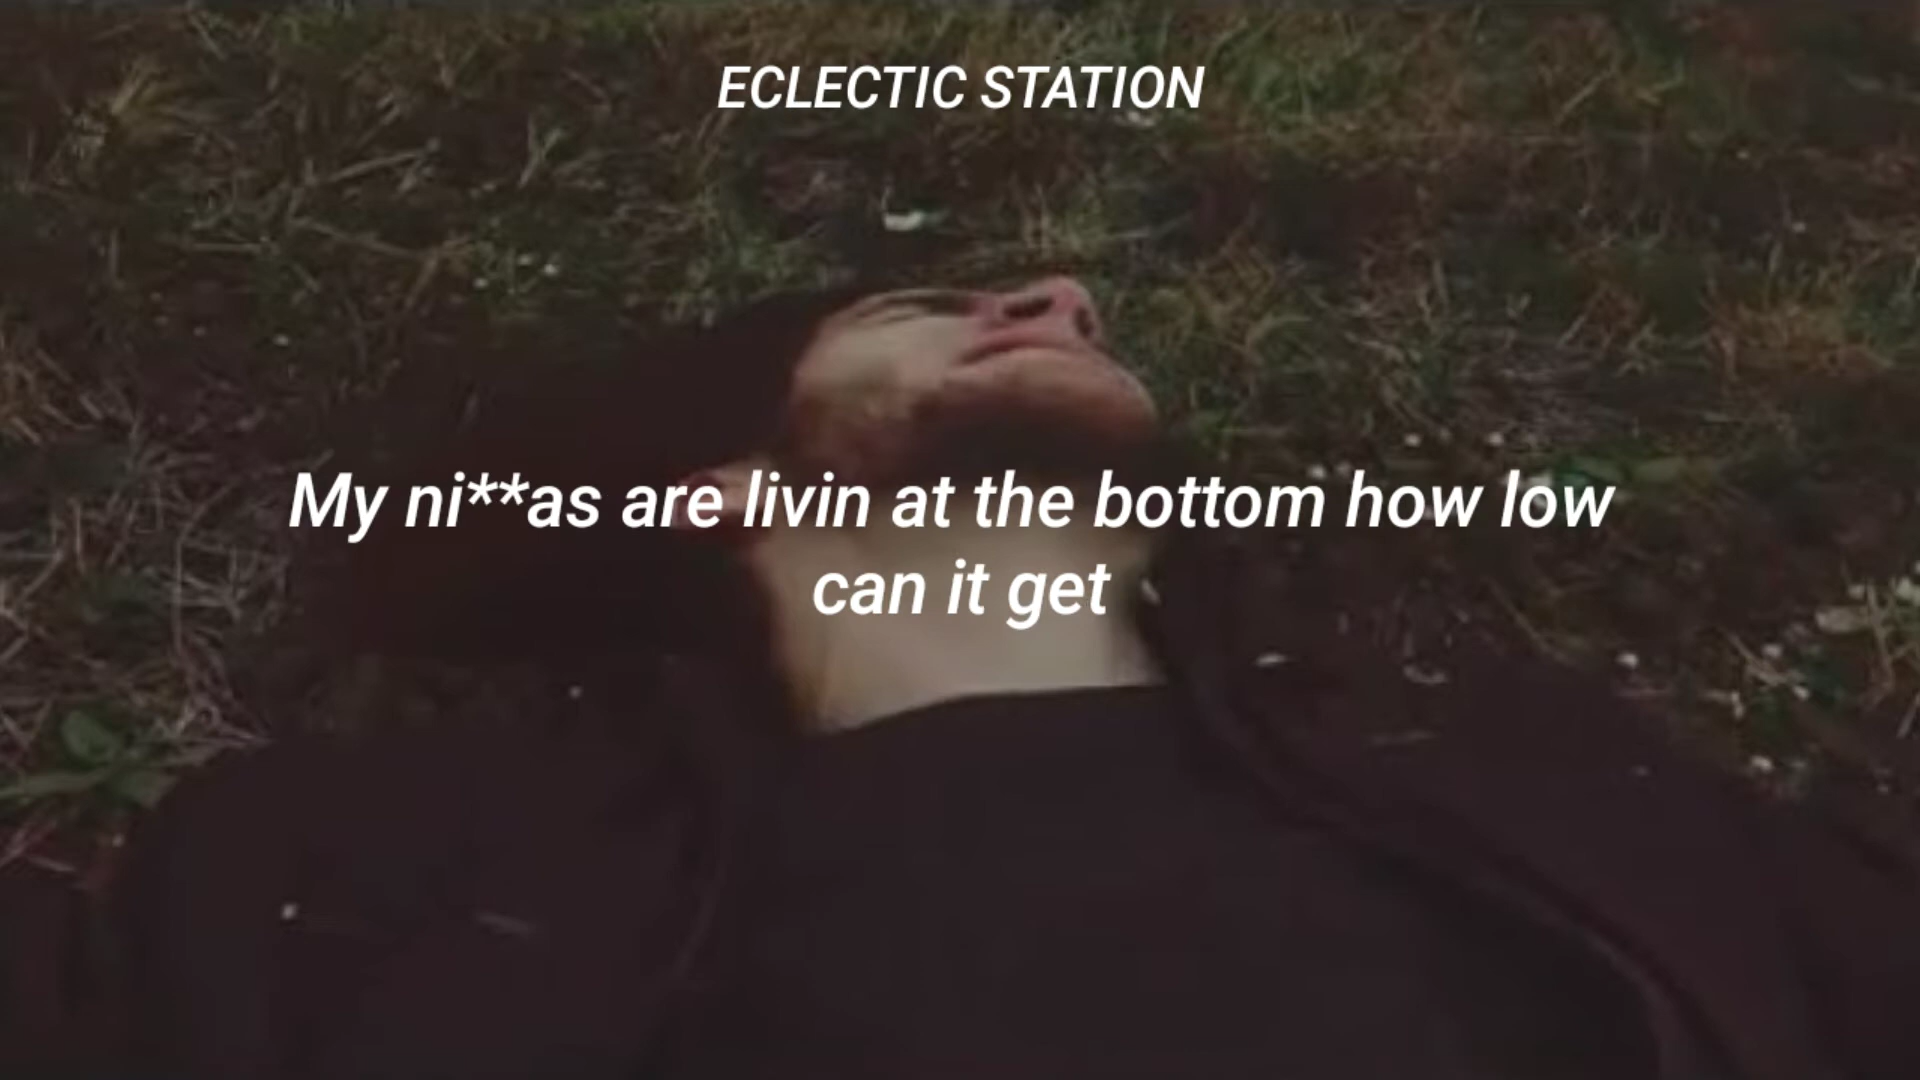 ECLECTIC STATION
My ni**as are livin at the bottom how low
can it get